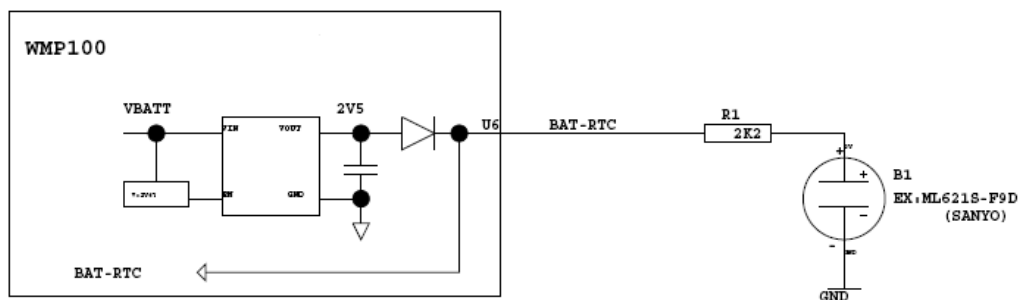 WMP100
VBATT
2V5
VIN
VOUT
EN
GND
U6
BAT-RTC
R1
2K2
+
+
B1
EX:ML621S-F9D
(SANYO)
-
-
GND
GND
BAT-RTC